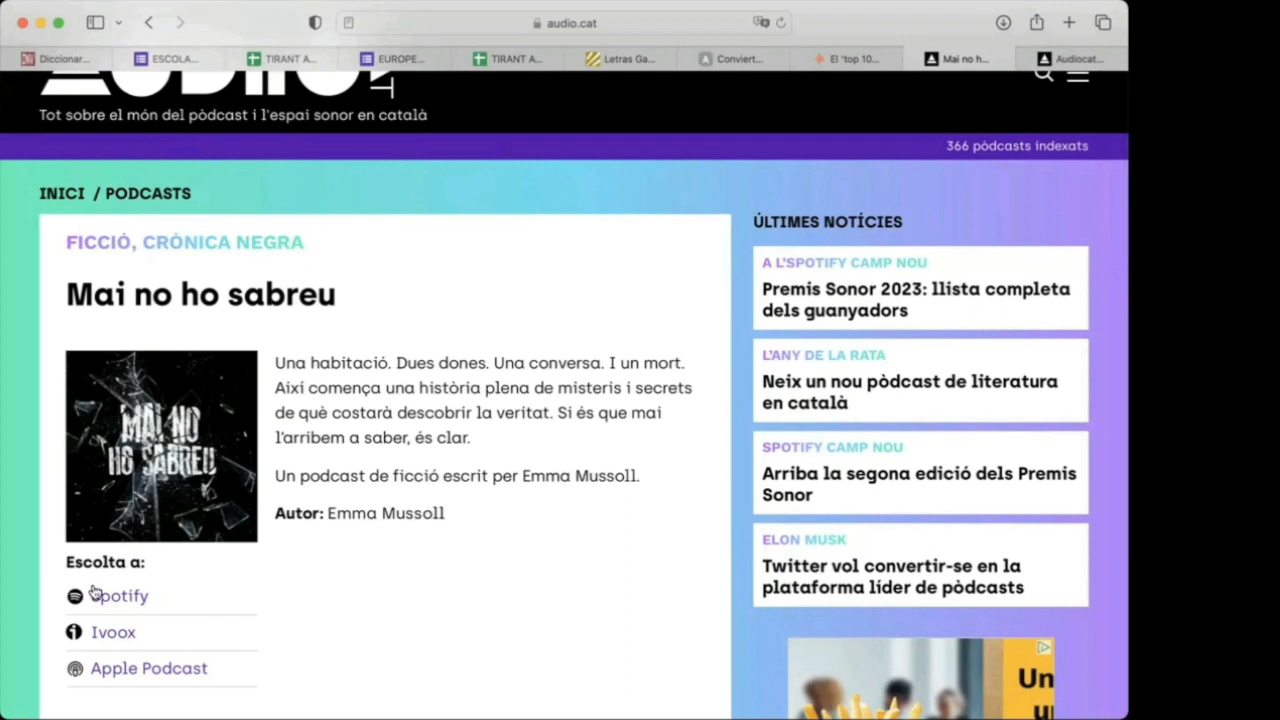 audio.cat
Diccionar...
ESCOLA...
TIRANT A...
EUROPE...
TIRANT A...
Letras Ga...
Conviert...
El 'top 10...
Mai no h...
Audiocat...
Tot sobre el món del pòdcast i l'espai sonor en català
366 pòdcasts indexats
INICI / PODCASTS
FICCIÓ, CRÒNICA NEGRA
Mai no ho sabreu
MAI NO
HO SABREU
Una habitació. Dues dones. Una conversa. I un mort.
Així comença una història plena de misteris i secrets
de què costarà descobrir la veritat. Si és que mai
l'arribem a saber, és clar.
Un podcast de ficció escrit per Emma Mussoll.
Autor: Emma Mussoll
Escolta a:
Spotify
Ivoox
Apple Podcast
ÚLTIMES NOTÍCIES
A L'SPOTIFY CAMP NOU
Premis Sonor 2023: llista completa
dels guanyadors
L'ANY DE LA RATA
Neix un nou pòdcast de literatura
en català
SPOTIFY CAMP NOU
Arriba la segona edició dels Premis
Sonor
ELON MUSK
Twitter vol convertir-se en la
plataforma líder de pòdcasts
Un